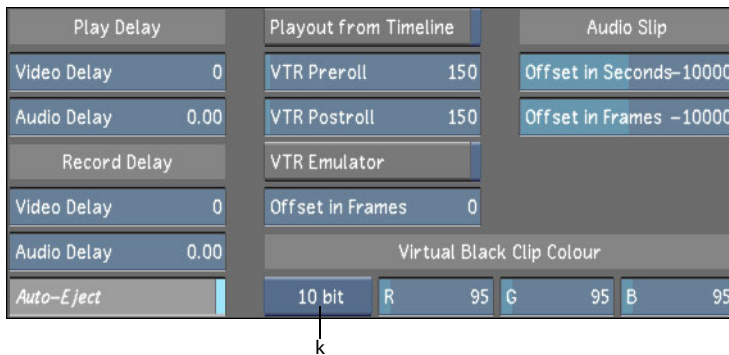 Play Delay
Video Delay 0
Audio Delay 0.00
Record Delay
Video Delay 0
Audio Delay 0.00
Auto-Eject
Playout from Timeline
VTR Preroll 150
VTR Postroll 150
VTR Emulator
Offset in Frames 0
Audio Slip
Offset in Seconds-10000
Offset in Frames -10000
Virtual Black Clip Colour
10 bit R 95 G 95 B 95
k